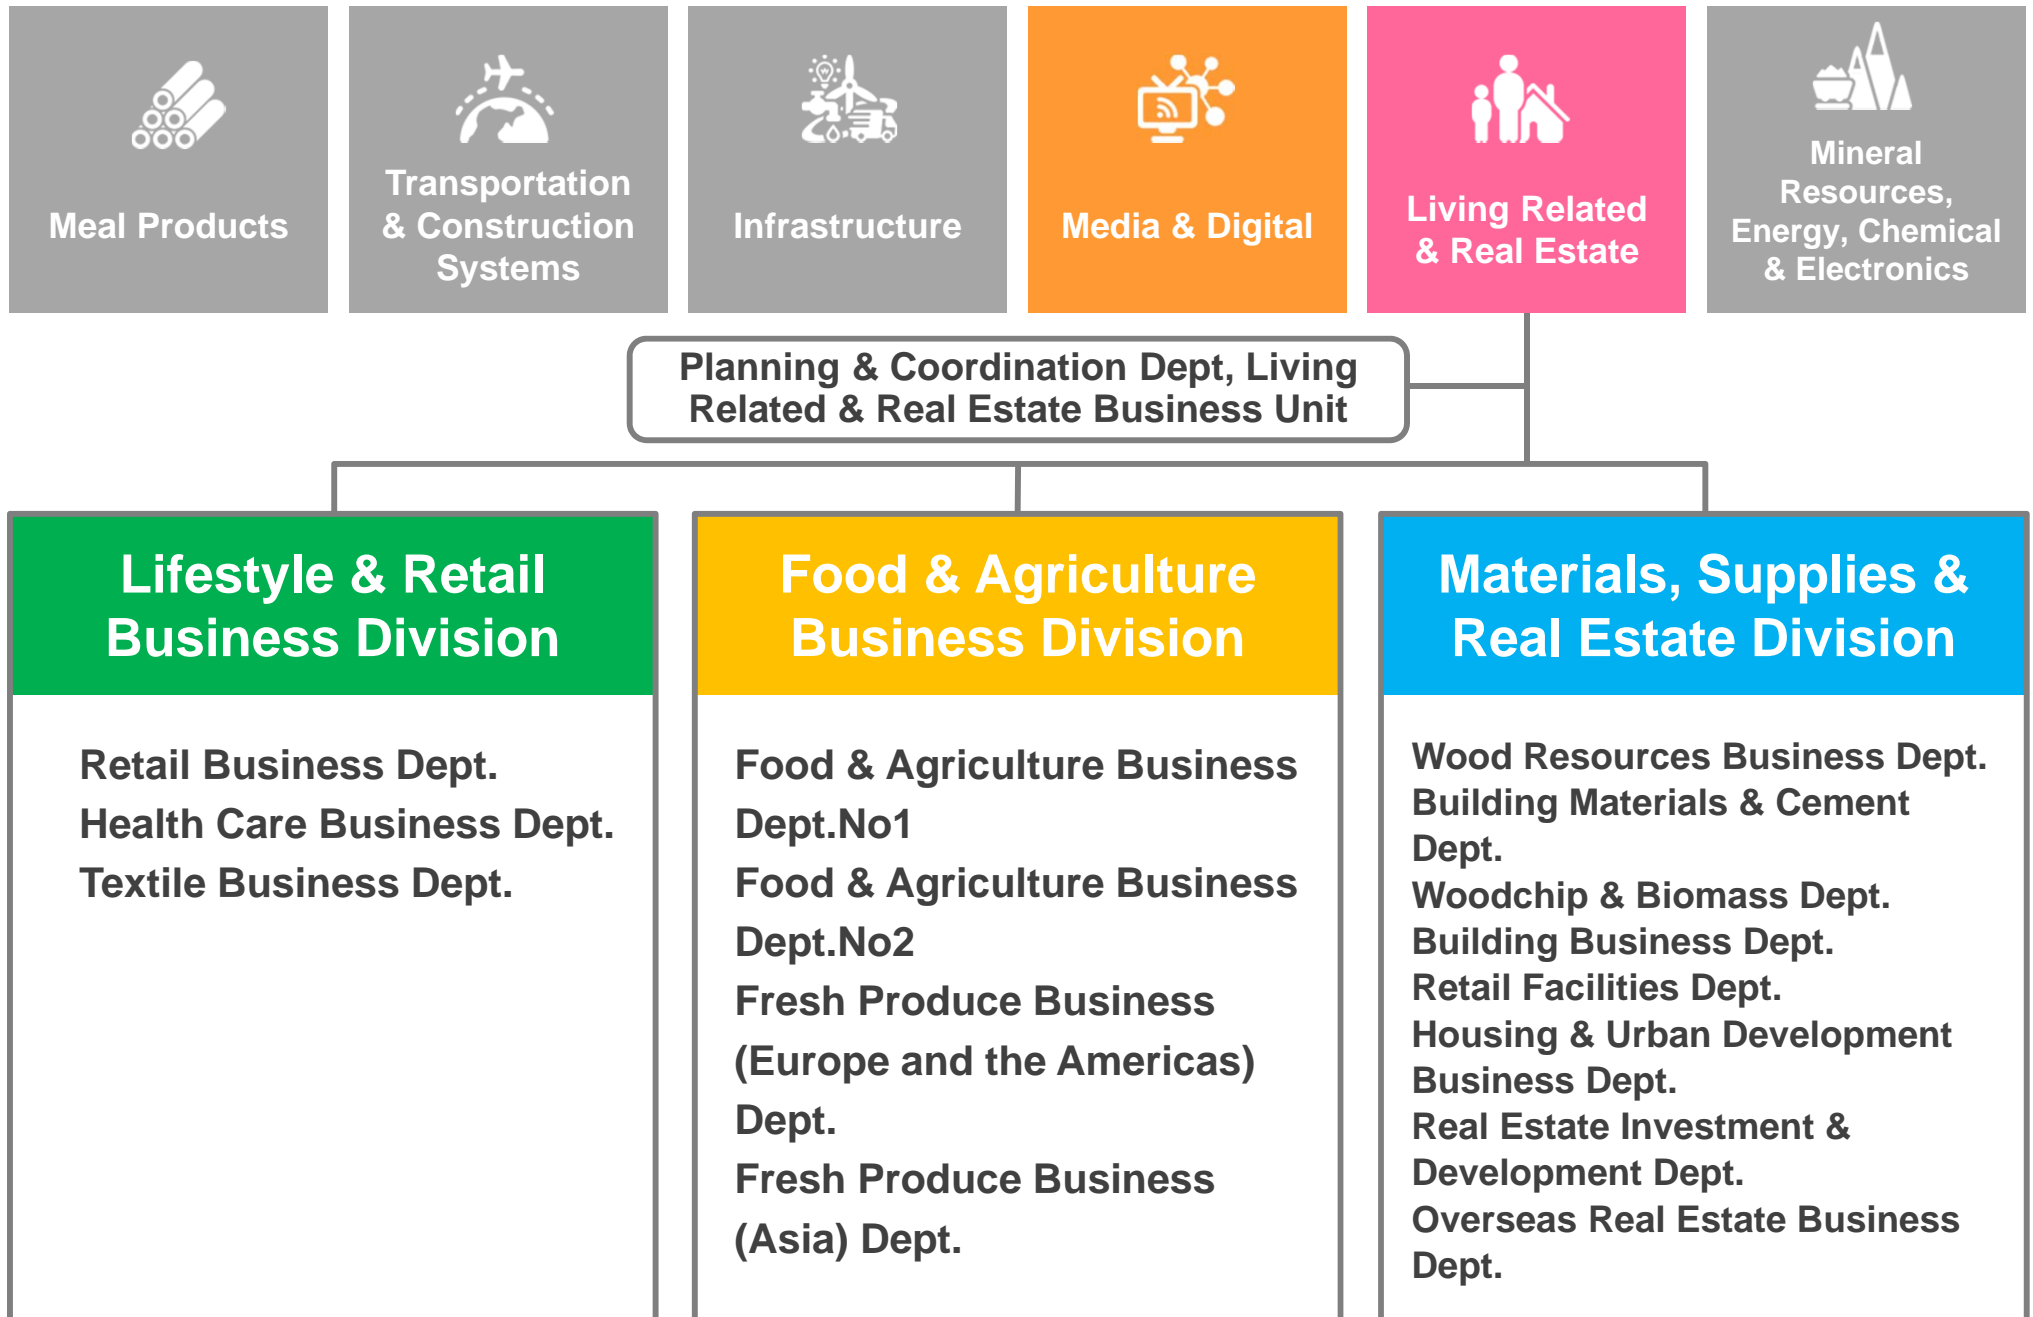 Meal Products
Transportation
& Construction
Systems
Infrastructure
Media & Digital
Living Related
& Real Estate
Mineral
Resources,
Energy, Chemical
& Electronics
Planning & Coordination Dept, Living
Related & Real Estate Business Unit
Lifestyle & Retail
Business Division
Retail Business Dept.
Health Care Business Dept.
Textile Business Dept.
Food & Agriculture
Business Division
Food & Agriculture Business
Dept.No1
Food & Agriculture Business
Dept.No2
Fresh Produce Business
(Europe and the Americas)
Dept.
Fresh Produce Business
(Asia) Dept.
Materials, Supplies &
Real Estate Division
Wood Resources Business Dept.
Building Materials & Cement
Dept.
Woodchip & Biomass Dept.
Building Business Dept.
Retail Facilities Dept.
Housing & Urban Development
Business Dept.
Real Estate Investment &
Development Dept.
Overseas Real Estate Business
Dept.